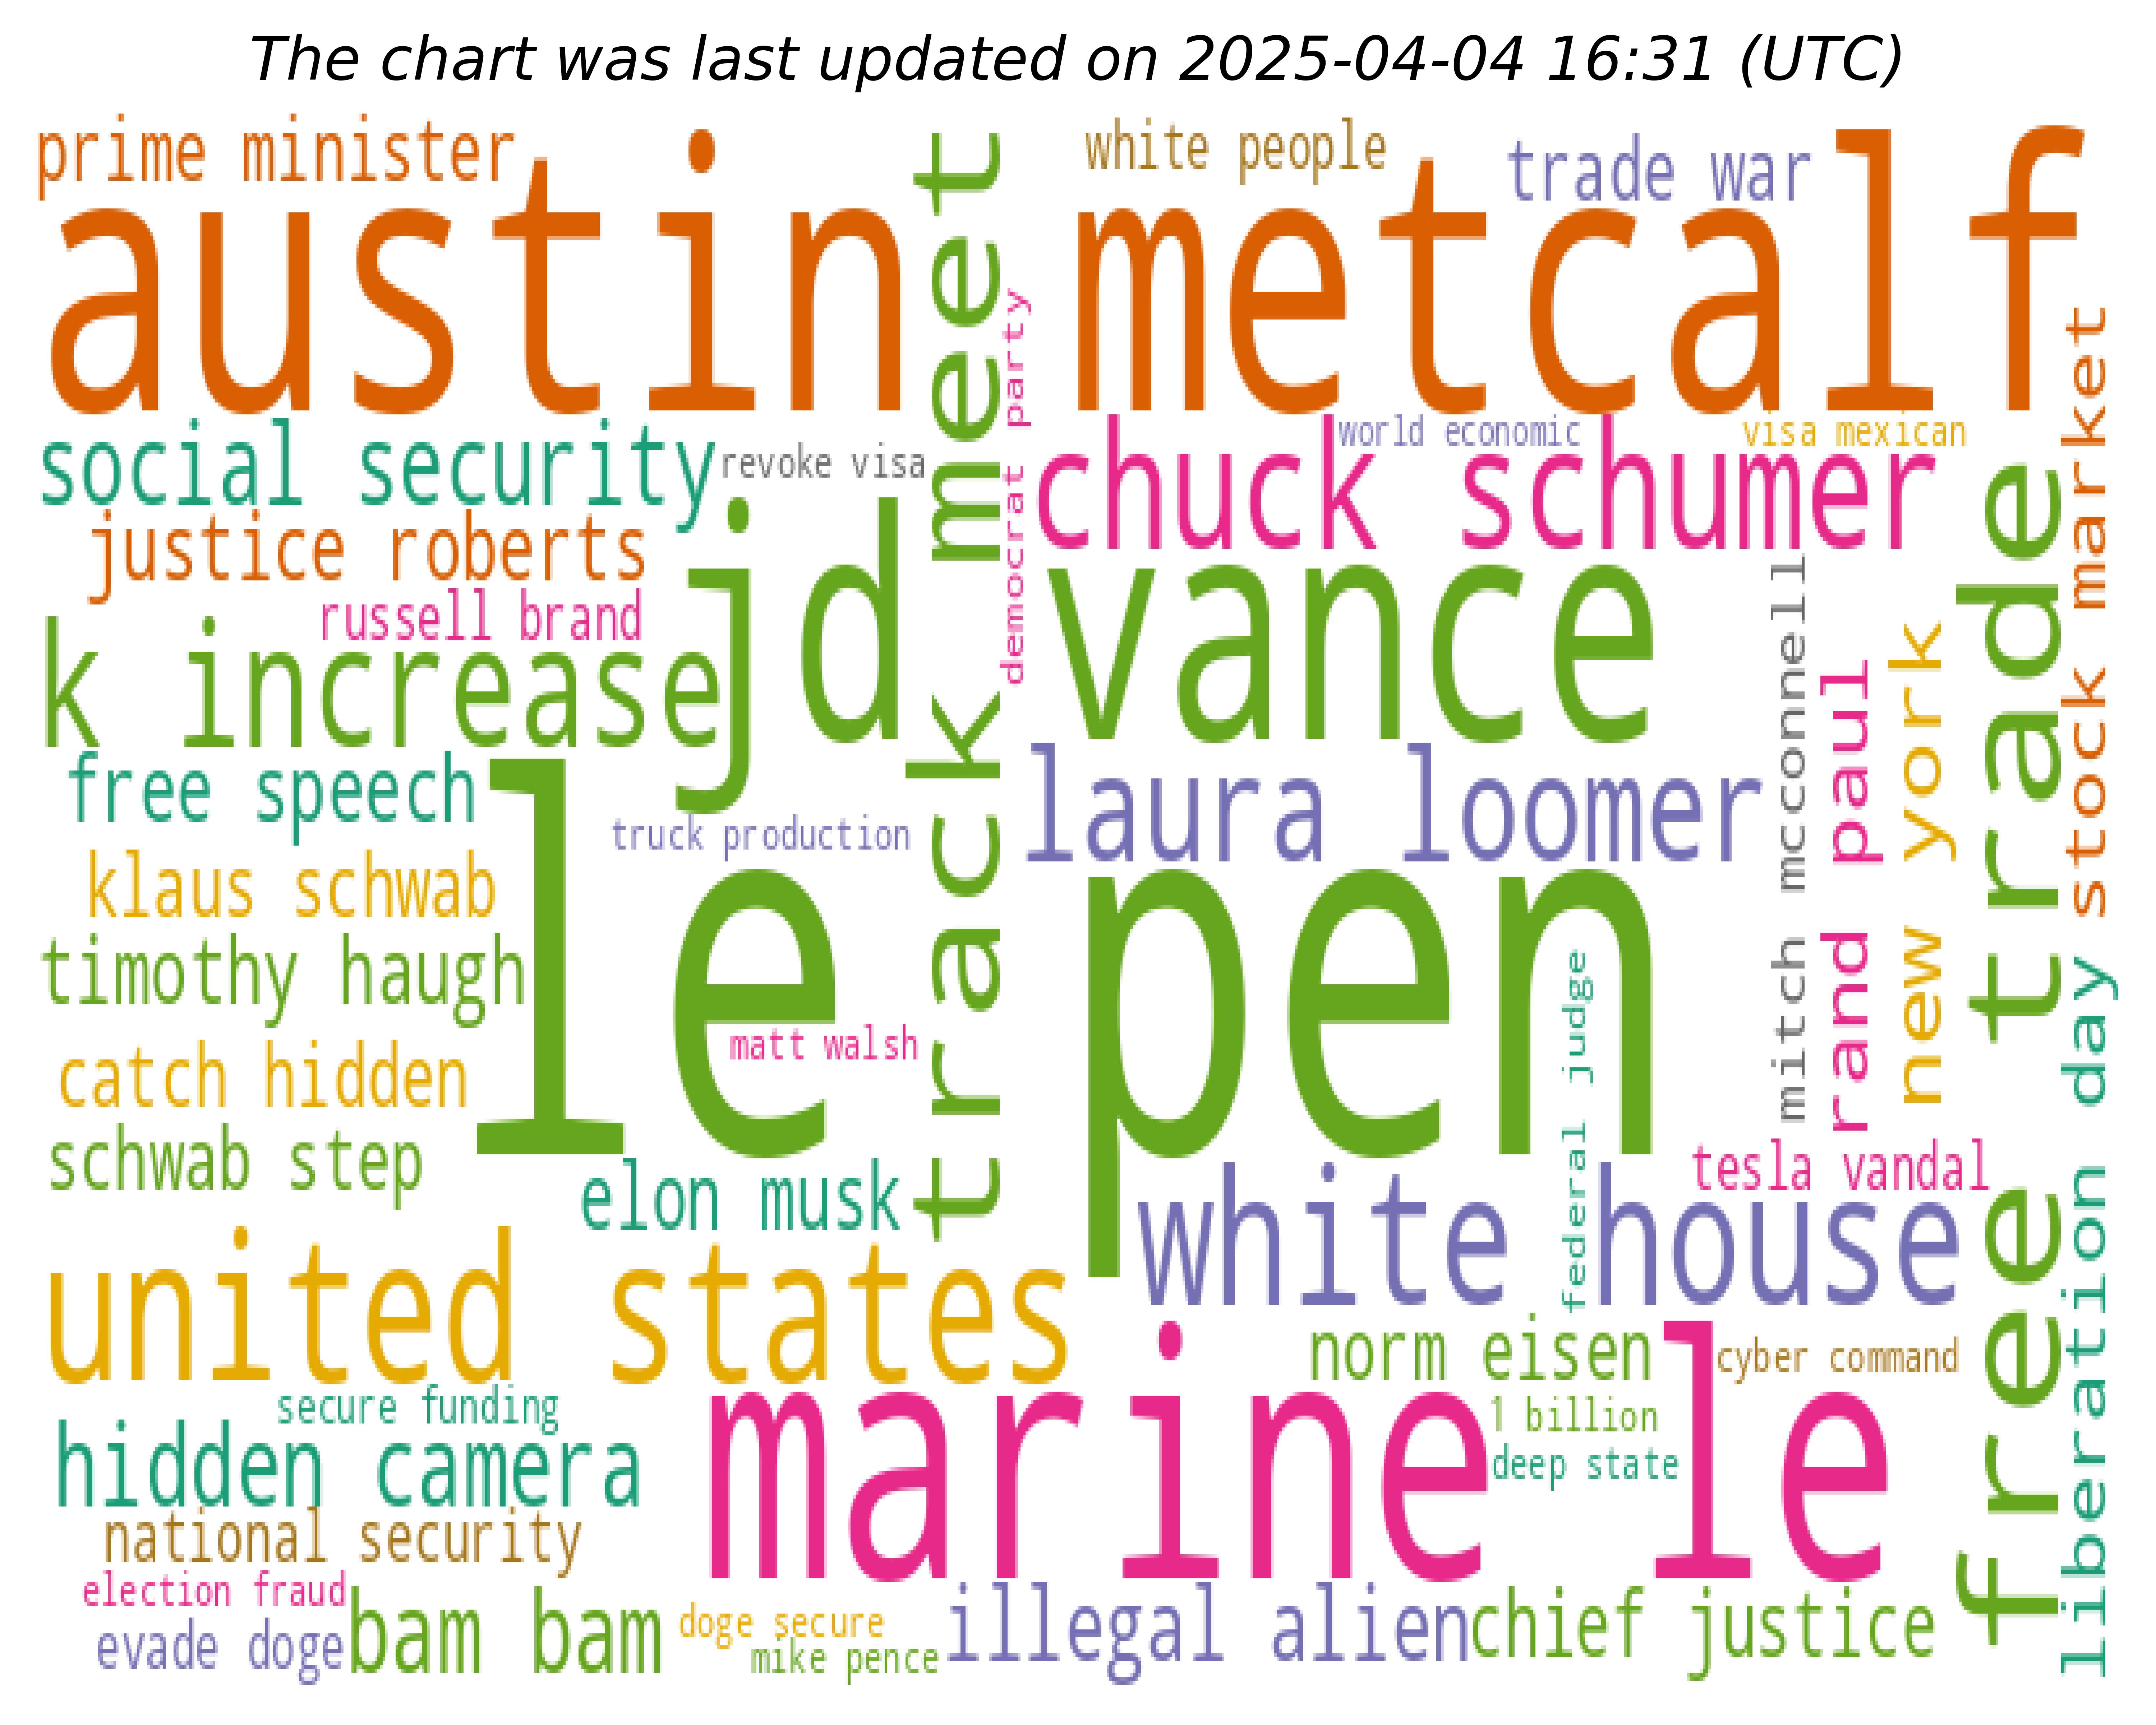 The chart was last updated on 2025-04-04 16:31 (UTC)
prime minister
white people
trade war
austin metcalf
track meet
democrat party
social security
revoke visa
world economic
visa mexican
chuck schumer
stock market
justice roberts
russell brand
jd vance
k increase
free speech
laura loomer
mitch mcconnell
rand paul
new york
free trade
truck production
klaus schwab
le pen
timothy haugh
matt walsh
federal judge
catch hidden
schwab step
elon musk
tesla vandal
white house
liberation day
united states
norm eisen
cyber command
secure funding
1 billion
hidden camera
marine le
deep state
national security
election fraud
bam bam
doge secure
illegal alien
chief justice
evade doge
mike pence